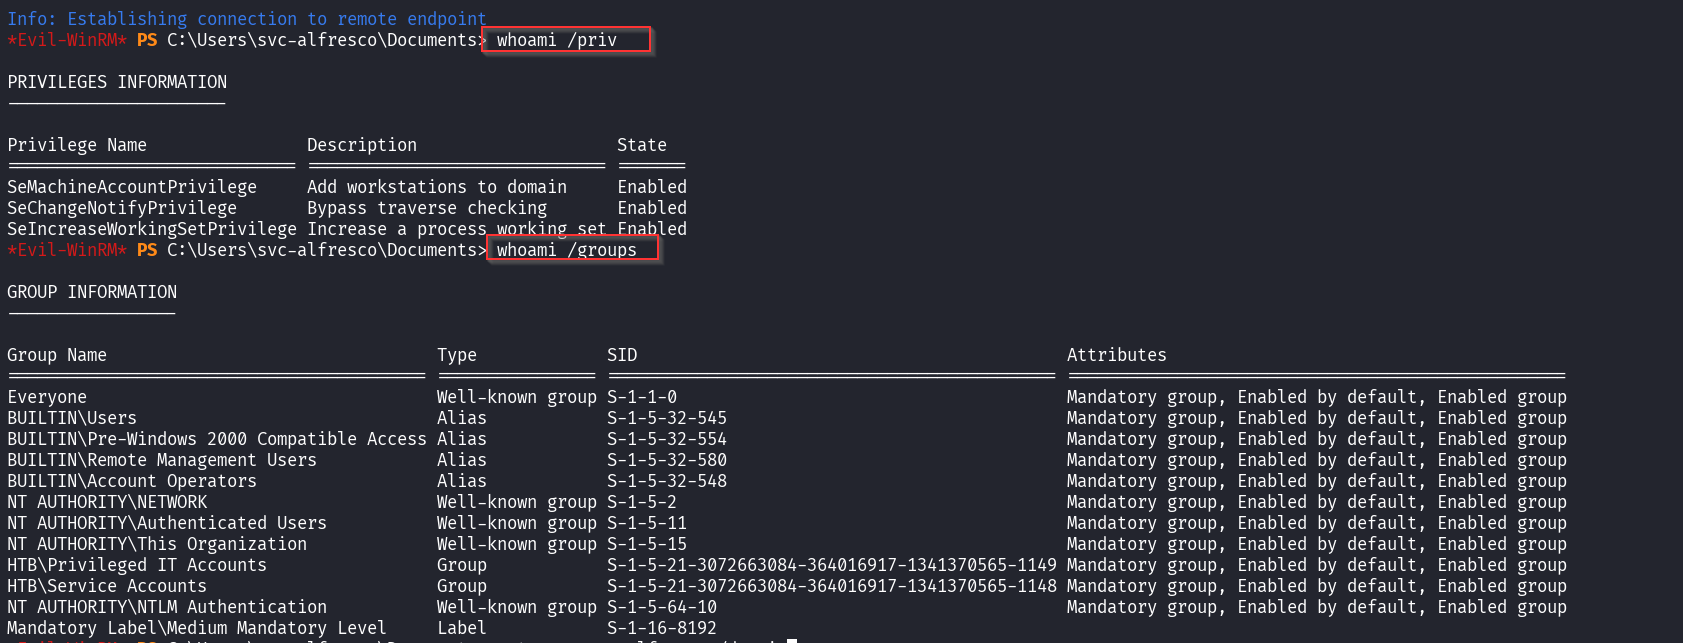 Info: Establishing connection to remote endpoint
*Evil-WinRM* PS C:\Users\svc-alfresco\Documents> whoami /priv
PRIVILEGES INFORMATION
----------------------
Privilege Name Description State
============================= ============================== =======
SeMachineAccountPrivilege Add workstations to domain Enabled
SeChangeNotifyPrivilege Bypass traverse checking Enabled
SeIncreaseWorkingSetPrivilege Increase a process working set Enabled
*Evil-WinRM* PS C:\Users\svc-alfresco\Documents> whoami /groups
GROUP INFORMATION
-----------------
Group Name Type SID Attributes
========================================== ================ ============================================= ==================================================
Everyone Well-known group S-1-1-0 Mandatory group, Enabled by default, Enabled group
BUILTIN\Users Alias S-1-5-32-545 Mandatory group, Enabled by default, Enabled group
BUILTIN\Pre-Windows 2000 Compatible Access Alias S-1-5-32-554 Mandatory group, Enabled by default, Enabled group
BUILTIN\Remote Management Users Alias S-1-5-32-580 Mandatory group, Enabled by default, Enabled group
BUILTIN\Account Operators Alias S-1-5-32-548 Mandatory group, Enabled by default, Enabled group
NT AUTHORITY\NETWORK Well-known group S-1-5-2 Mandatory group, Enabled by default, Enabled group
NT AUTHORITY\Authenticated Users Well-known group S-1-5-11 Mandatory group, Enabled by default, Enabled group
NT AUTHORITY\This Organization Well-known group S-1-5-15 Mandatory group, Enabled by default, Enabled group
HTB\Privileged IT Accounts Group S-1-5-21-3072663084-364016917-1341370565-1149 Mandatory group, Enabled by default, Enabled group
HTB\Service Accounts Group S-1-5-21-3072663084-364016917-1341370565-1148 Mandatory group, Enabled by default, Enabled group
NT AUTHORITY\NTLM Authentication Well-known group S-1-5-64-10 Mandatory group, Enabled by default, Enabled group
Mandatory Label\Medium Mandatory Level Label S-1-16-8192